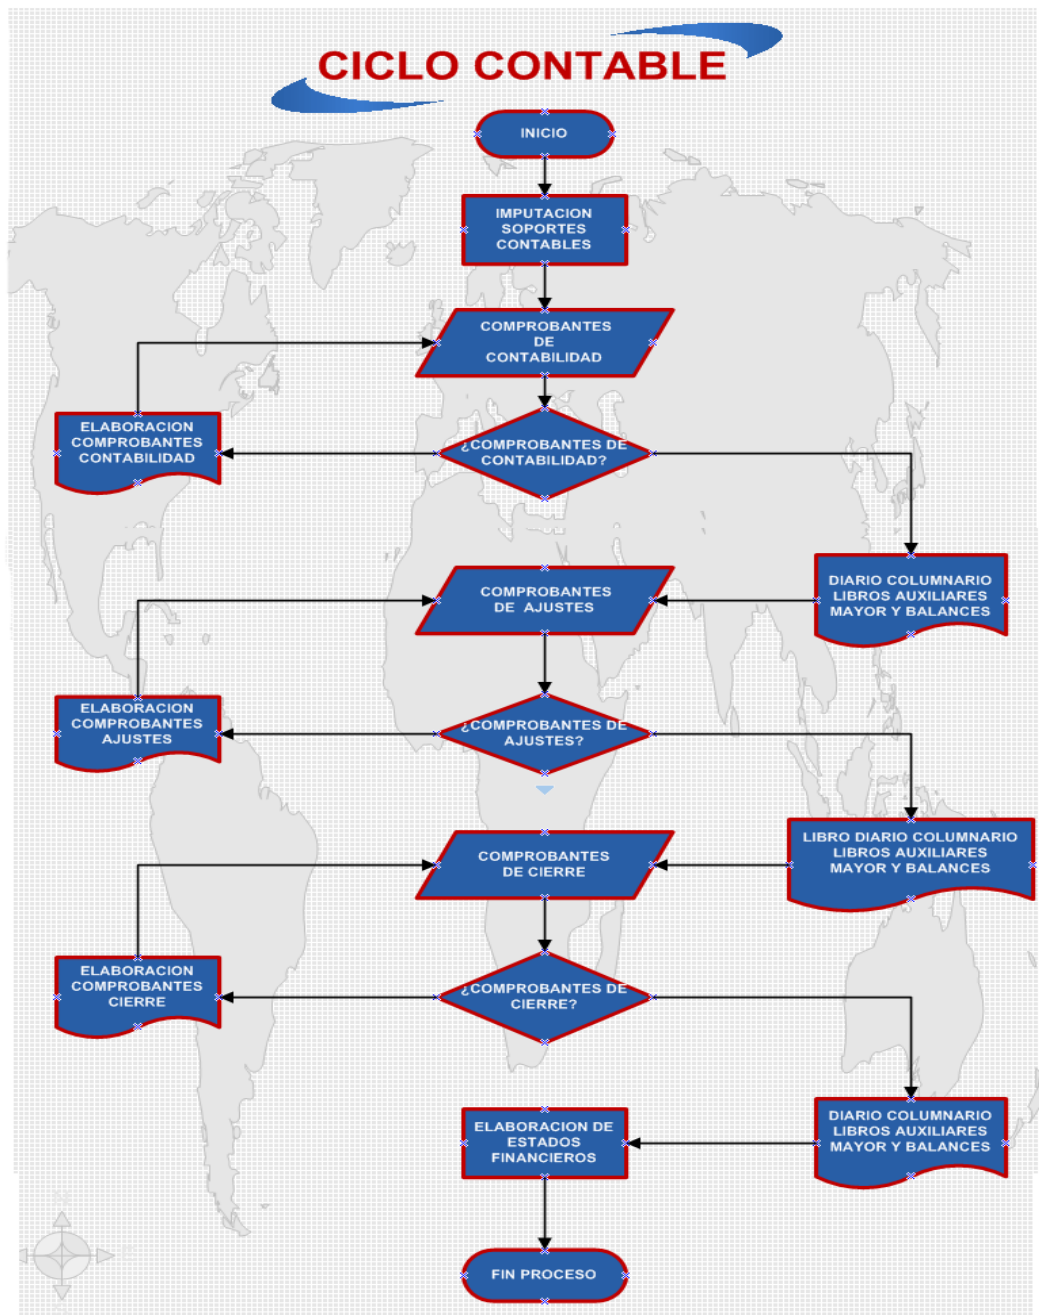 CICLO CONTABLE
INICIO
IMPUTACION
SOPORTES
CONTABLES
COMPROBANTES
DE
CONTABILIDAD
ELABORACION
COMPROBANTES
CONTABILIDAD
¿COMPROBANTES DE
CONTABILIDAD?
DIARIO COLUMNARIO
LIBROS AUXILIARES
MAYOR Y BALANCES
COMPROBANTES
DE AJUSTES
ELABORACION
COMPROBANTES
AJUSTES
¿COMPROBANTES DE
AJUSTES?
LIBRO DIARIO COLUMNARIO
LIBROS AUXILIARES
MAYOR Y BALANCES
COMPROBANTES
DE CIERRE
ELABORACION
COMPROBANTES
CIERRE
¿COMPROBANTES DE
CIERRE?
DIARIO COLUMNARIO
LIBROS AUXILIARES
MAYOR Y BALANCES
ELABORACION DE
ESTADOS
FINANCIEROS
FIN PROCESO